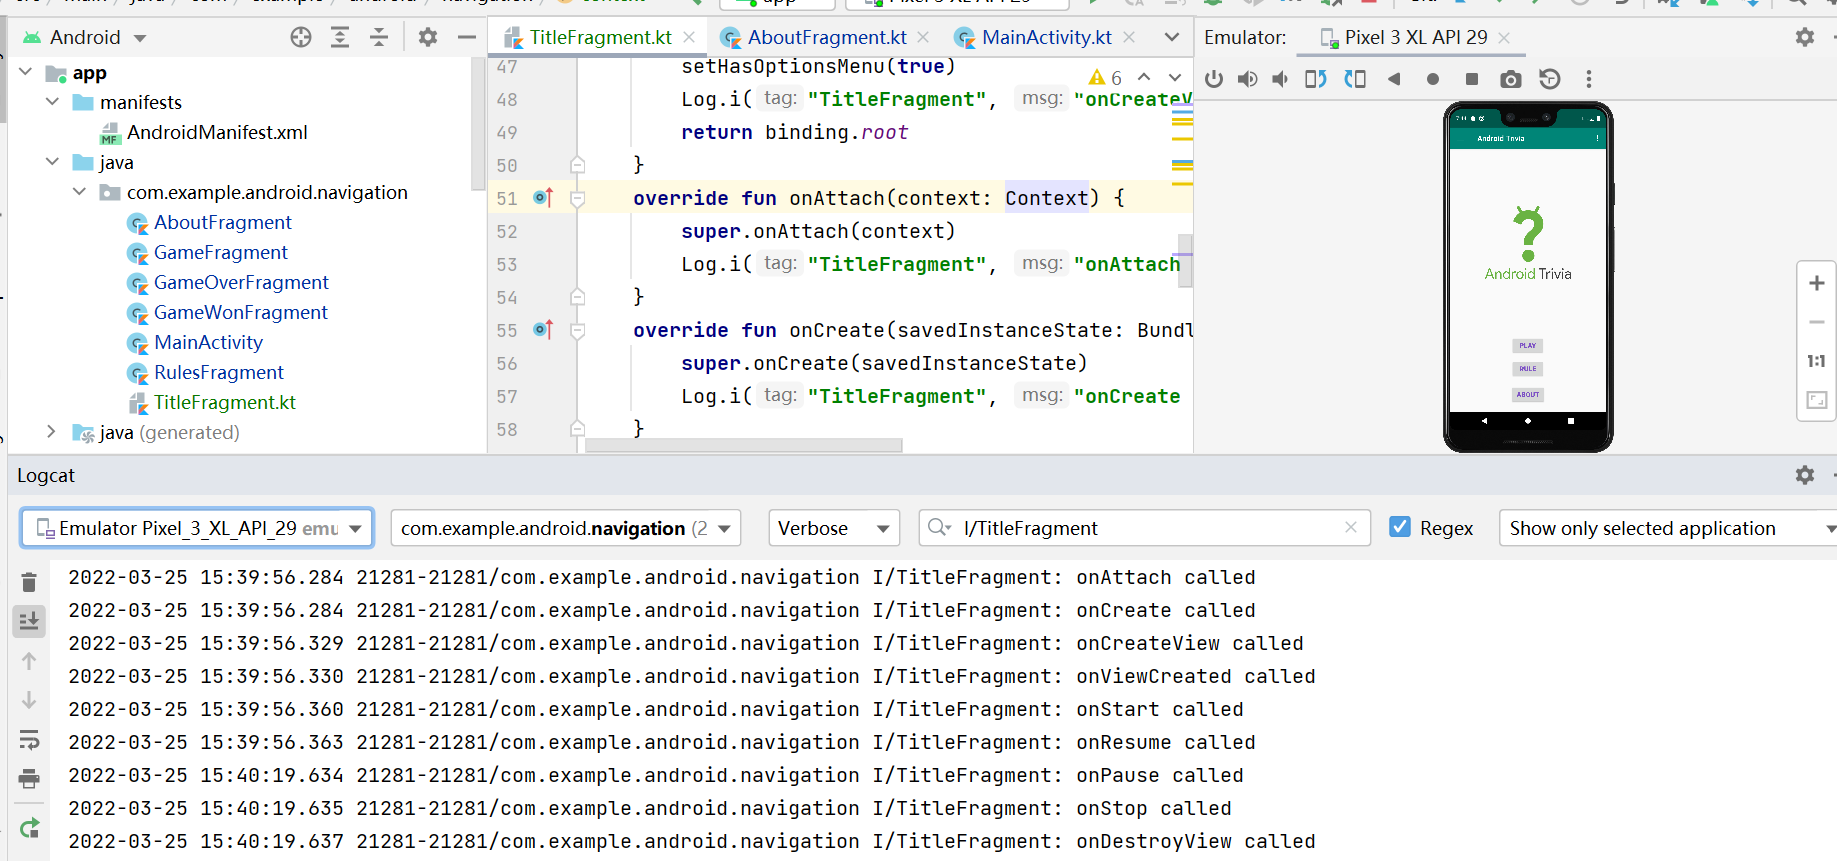 Android
app
manifests
AndroidManifest.xml
java
com.example.android.navigation
AboutFragment
GameFragment
GameOverFragment
GameWonFragment
MainActivity
RulesFragment
TitleFragment.kt
java (generated)
TitleFragment.kt
AboutFragment.kt
MainActivity.kt
6
47 setHasOptionsMenu(true)
48 Log.i( tag: "TitleFragment", msg: "onCreateV
49 return binding.root
50 }
51 override fun onAttach(context: Context) {
52 super.onAttach(context)
53 Log.i( tag: "TitleFragment", msg: "onAttach
54 }
55 override fun onCreate(savedInstanceState: Bundl
56 super.onCreate(savedInstanceState)
57 Log.i( tag: "TitleFragment", msg: "onCreate
58 }
Emulator: Pixel 3 XL API 29
Android Trivia
Android Trivia
PLAY
RULE
ABOUT
1:1
Logcat
Emulator Pixel_3_XL_API_29 emu
com.example.android.navigation (2
Verbose
I/TitleFragment
Regex
Show only selected application
2022-03-25 15:39:56.284 21281-21281/com.example.android.navigation I/TitleFragment: onAttach called
2022-03-25 15:39:56.284 21281-21281/com.example.android.navigation I/TitleFragment: onCreate called
2022-03-25 15:39:56.329 21281-21281/com.example.android.navigation I/TitleFragment: onCreateView called
2022-03-25 15:39:56.330 21281-21281/com.example.android.navigation I/TitleFragment: onViewCreated called
2022-03-25 15:39:56.360 21281-21281/com.example.android.navigation I/TitleFragment: onStart called
2022-03-25 15:39:56.363 21281-21281/com.example.android.navigation I/TitleFragment: onResume called
2022-03-25 15:40:19.634 21281-21281/com.example.android.navigation I/TitleFragment: onPause called
2022-03-25 15:40:19.635 21281-21281/com.example.android.navigation I/TitleFragment: onStop called
2022-03-25 15:40:19.637 21281-21281/com.example.android.navigation I/TitleFragment: onDestroyView called